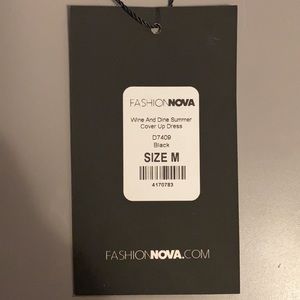 FASHIONNOVA
Wine And Dine Summer
Cover Up Dress
D7409
Black
SIZE M
4170783
FASHIONNOVA.COM